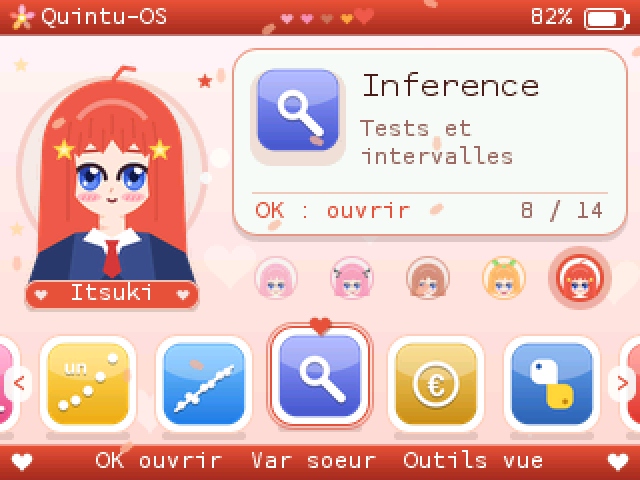 Quintu-OS
82%
Inference
Tests et
intervalles
OK : ouvrir
8 / 14
Itsuki
<
un
€
>
OK ouvrir Var soeur Outils vue